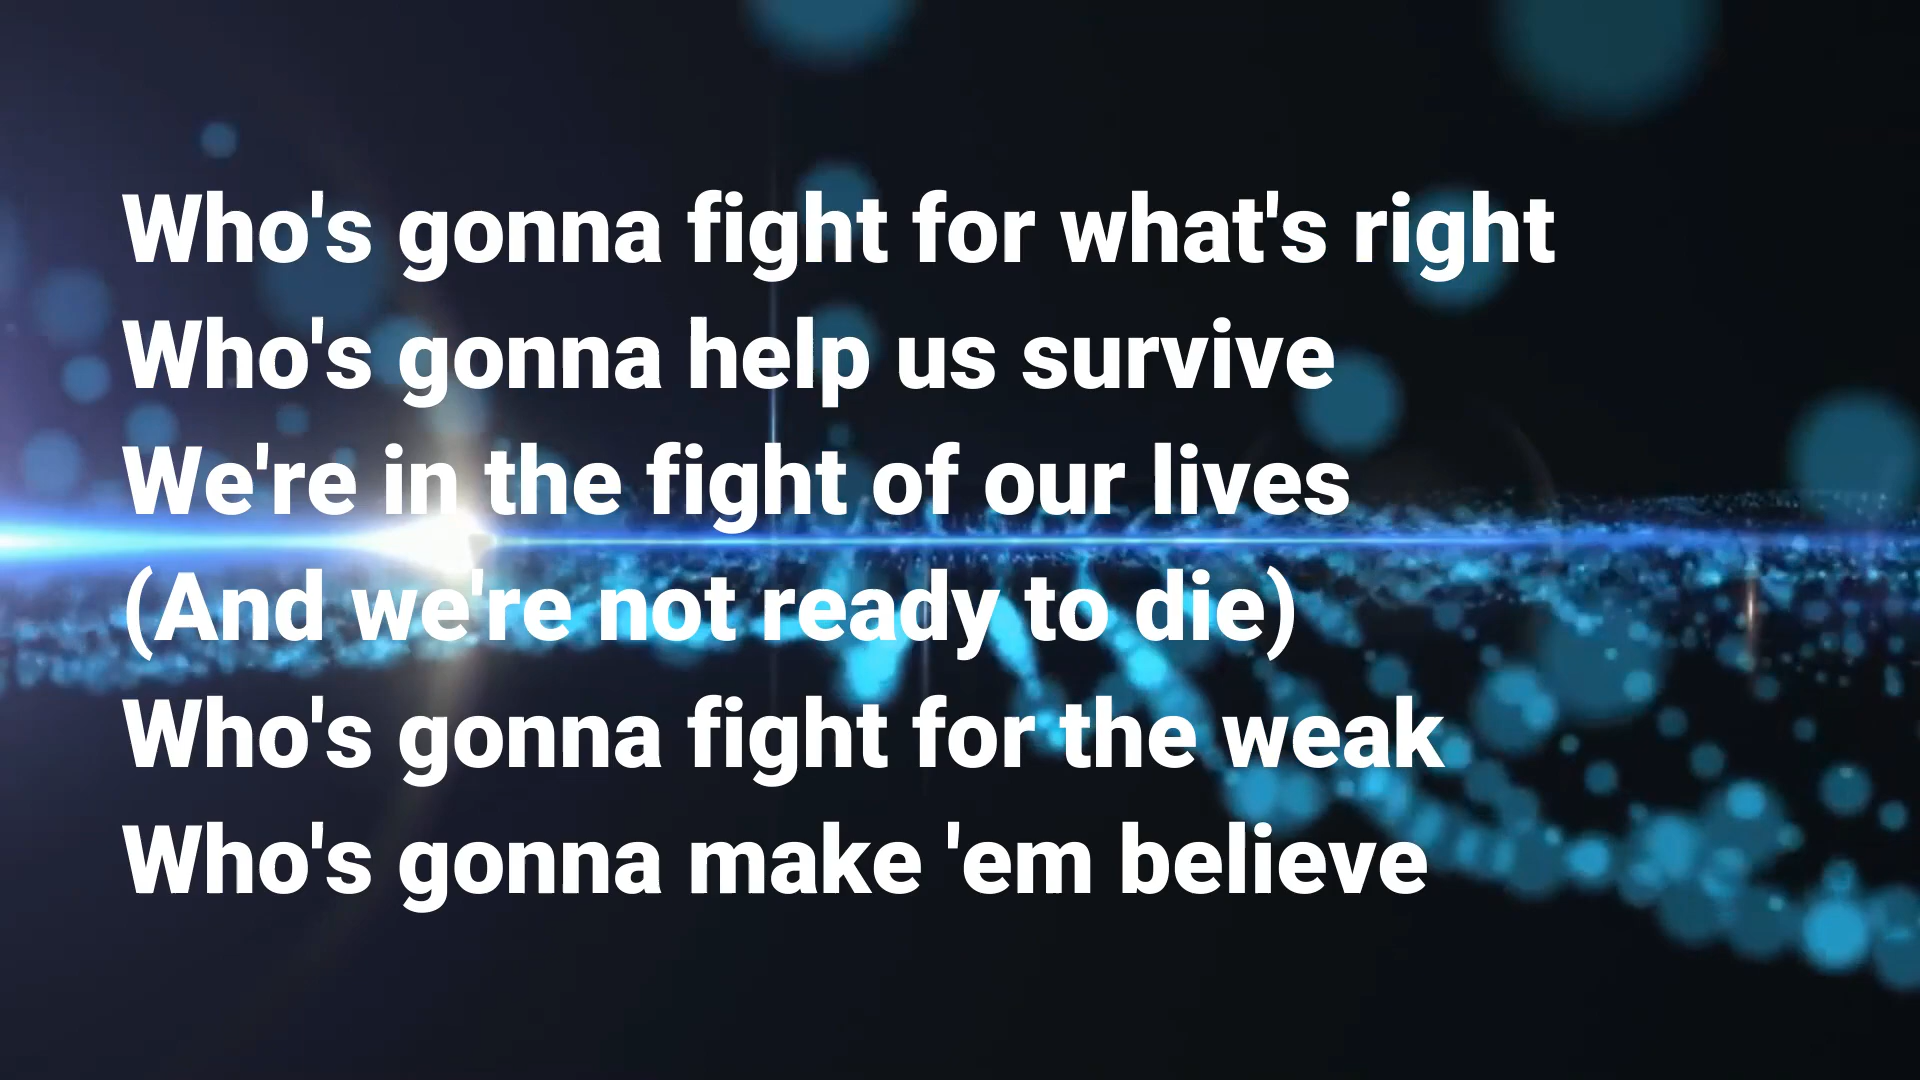 Who's gonna fight for what's right
Who's gonna help us survive
We're in the fight of our lives
(And we're not ready to die)
Who's gonna fight for the weak
Who's gonna make 'em believe